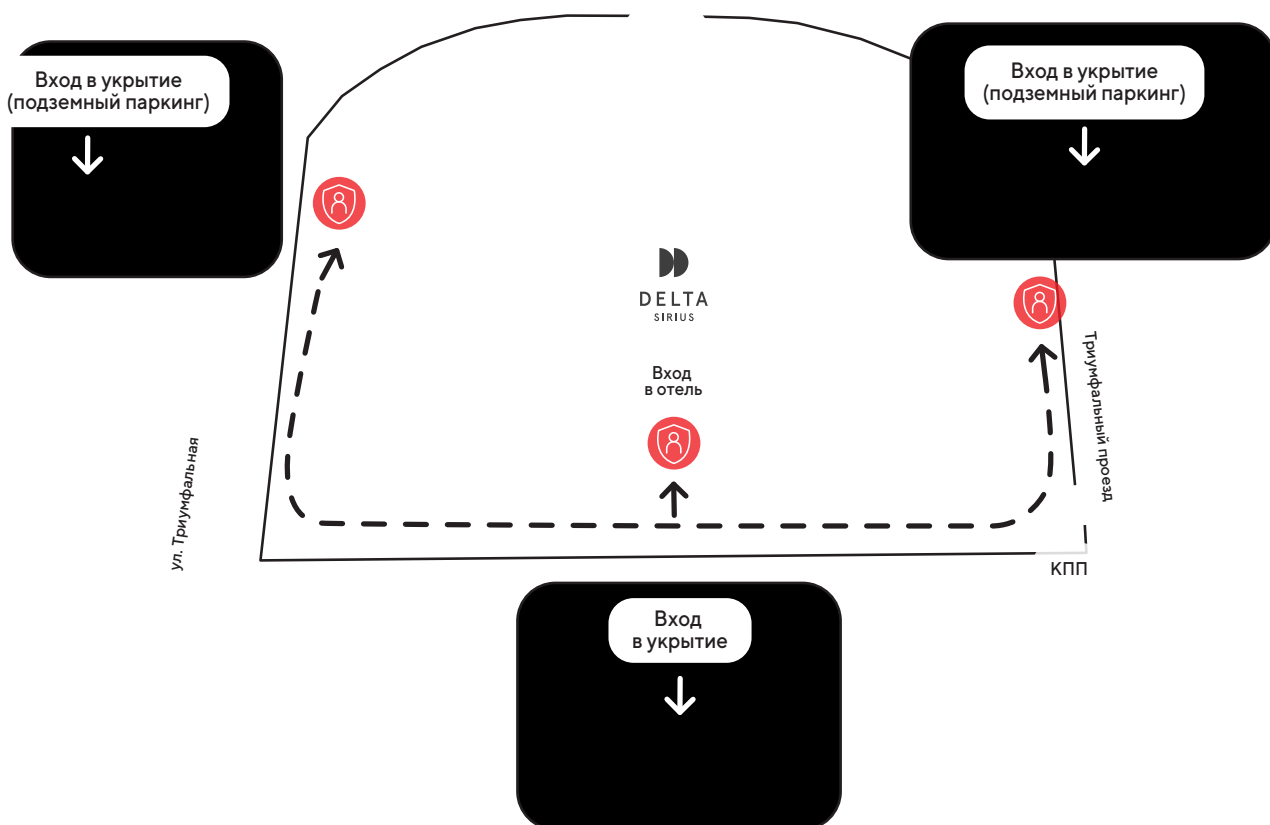 Вход в укрытие
(подземный паркинг)
Вход в укрытие
(подземный паркинг)
DELTA
SIRIUS
Вход
в отель
ул. Триумфальная
Триумфальный проезд
КПП
Вход
в укрытие